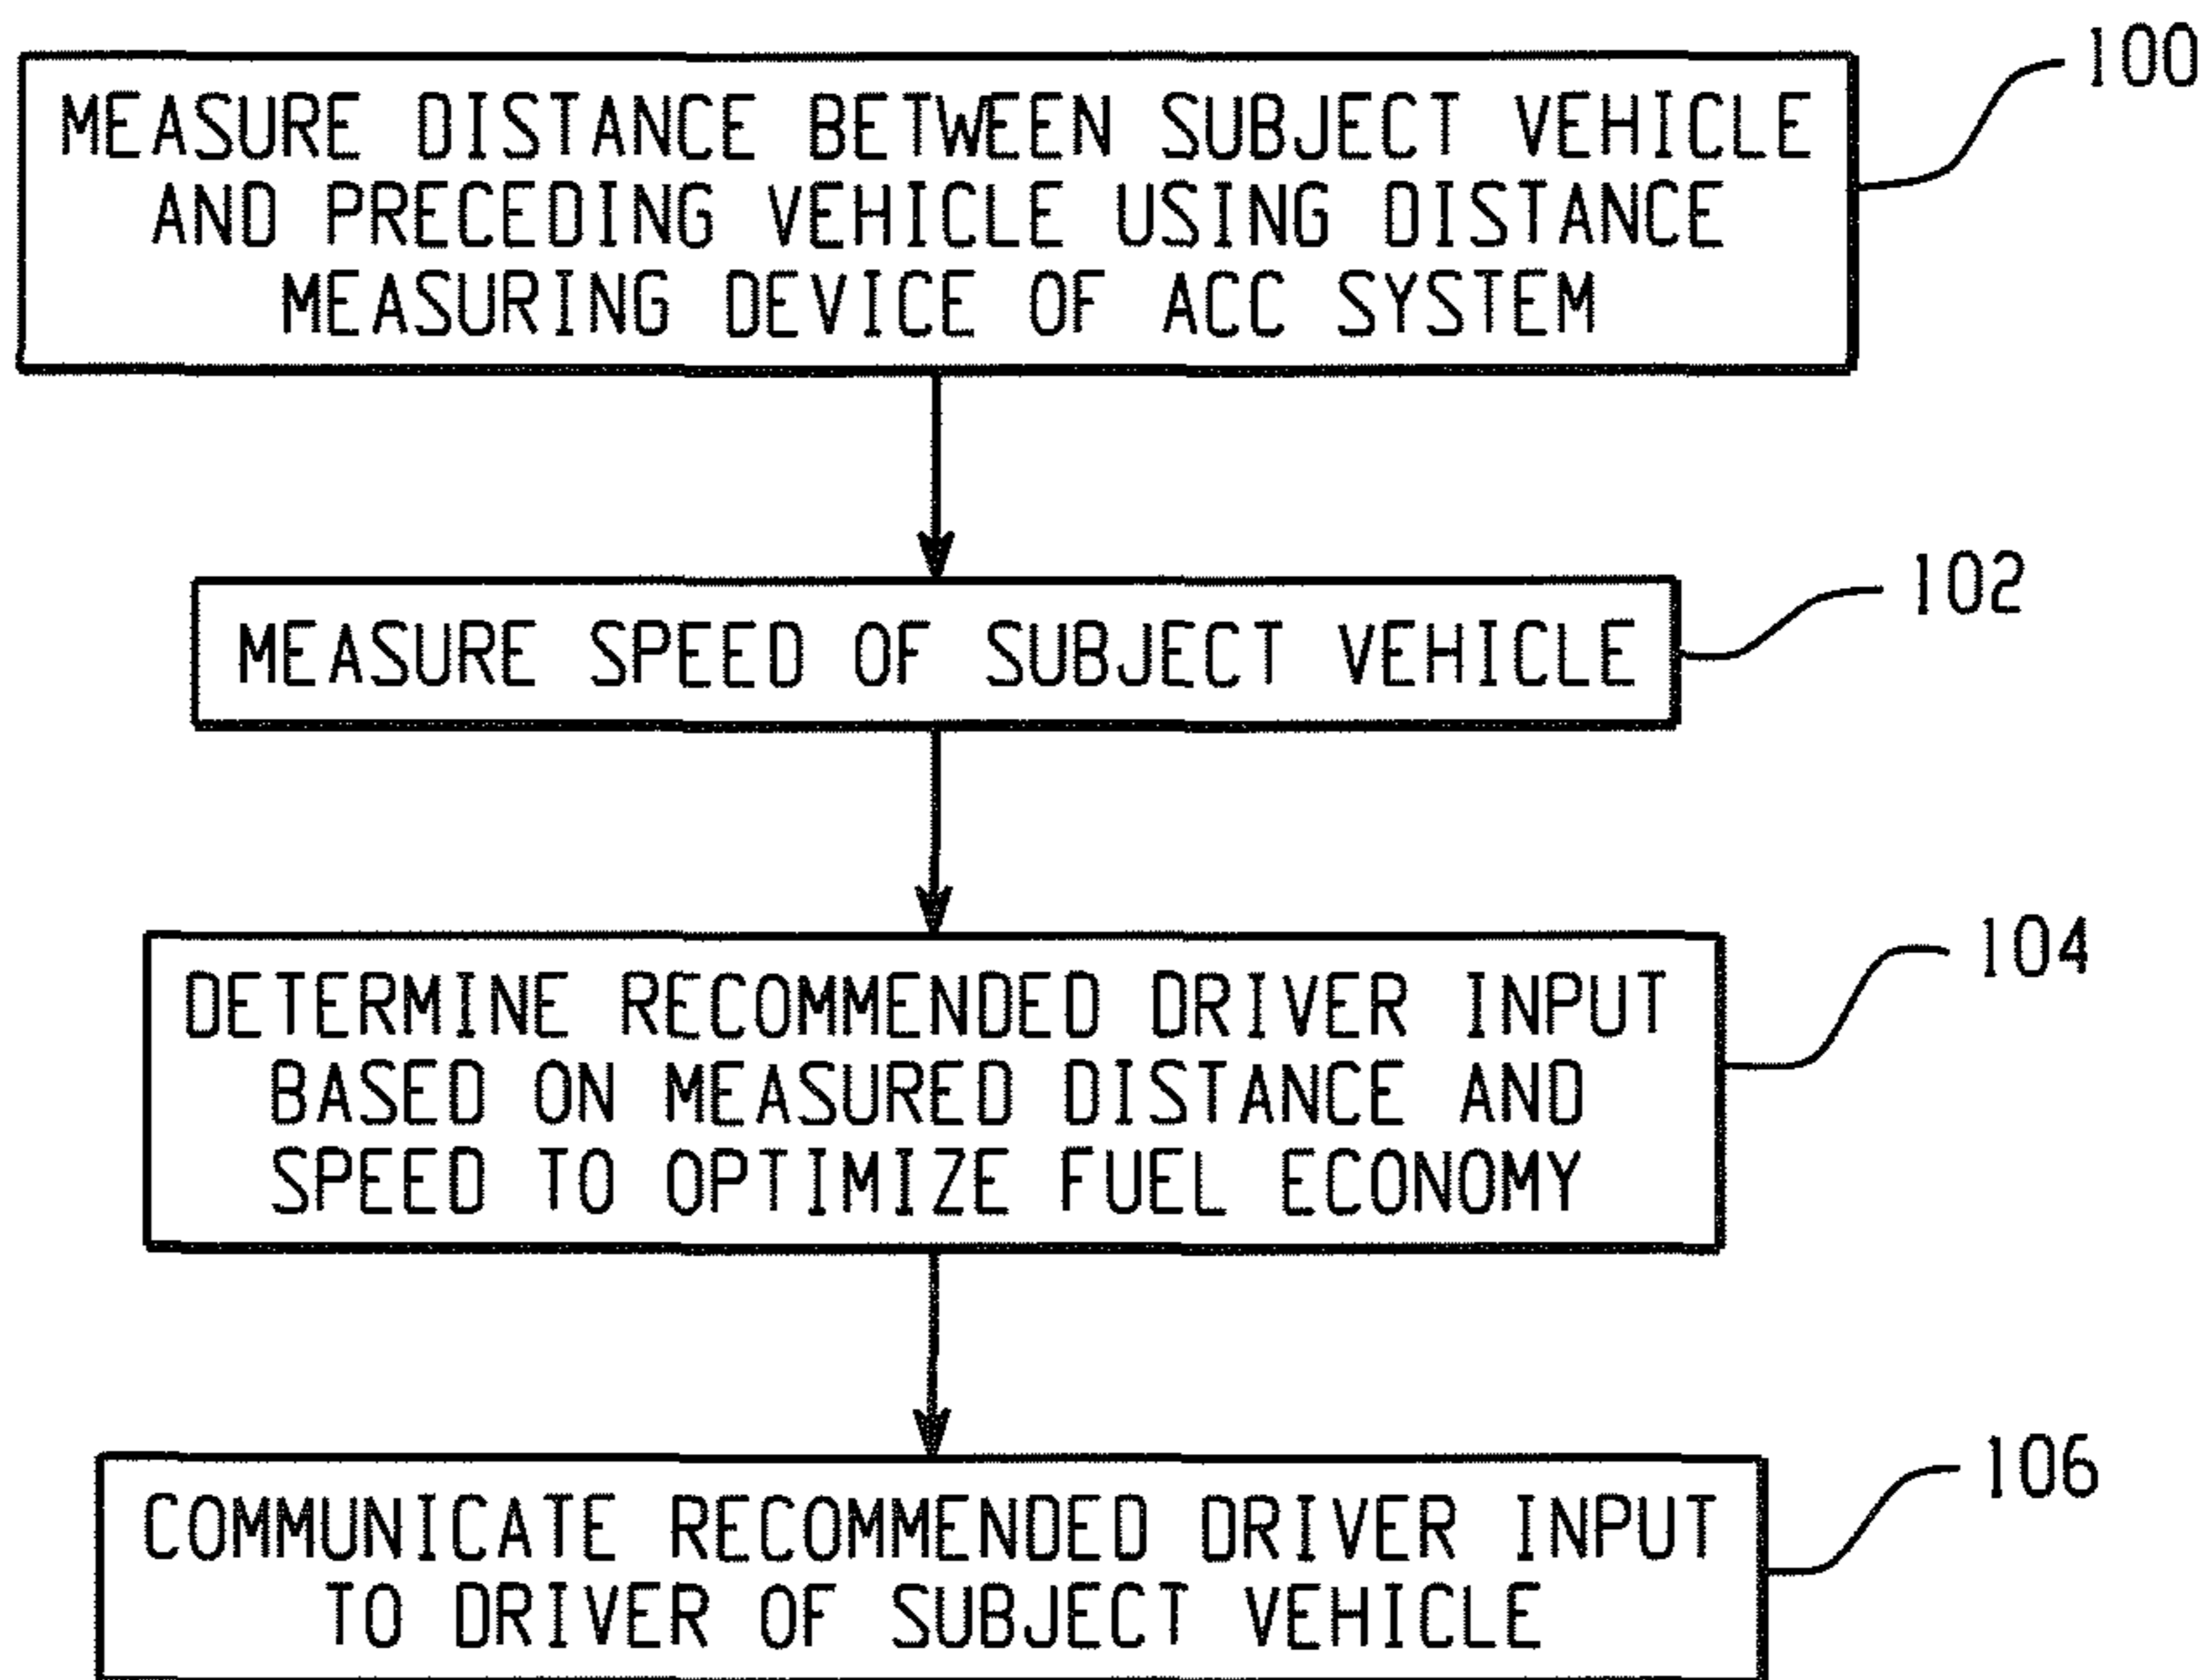 100
MEASURE DISTANCE BETWEEN SUBJECT VEHICLE
AND PRECEDING VEHICLE USING DISTANCE
MEASURING DEVICE OF ACC SYSTEM
102
MEASURE SPEED OF SUBJECT VEHICLE
104
DETERMINE RECOMMENDED DRIVER INPUT
BASED ON MEASURED DISTANCE AND
SPEED TO OPTIMIZE FUEL ECONOMY
106
COMMUNICATE RECOMMENDED DRIVER INPUT
TO DRIVER OF SUBJECT VEHICLE